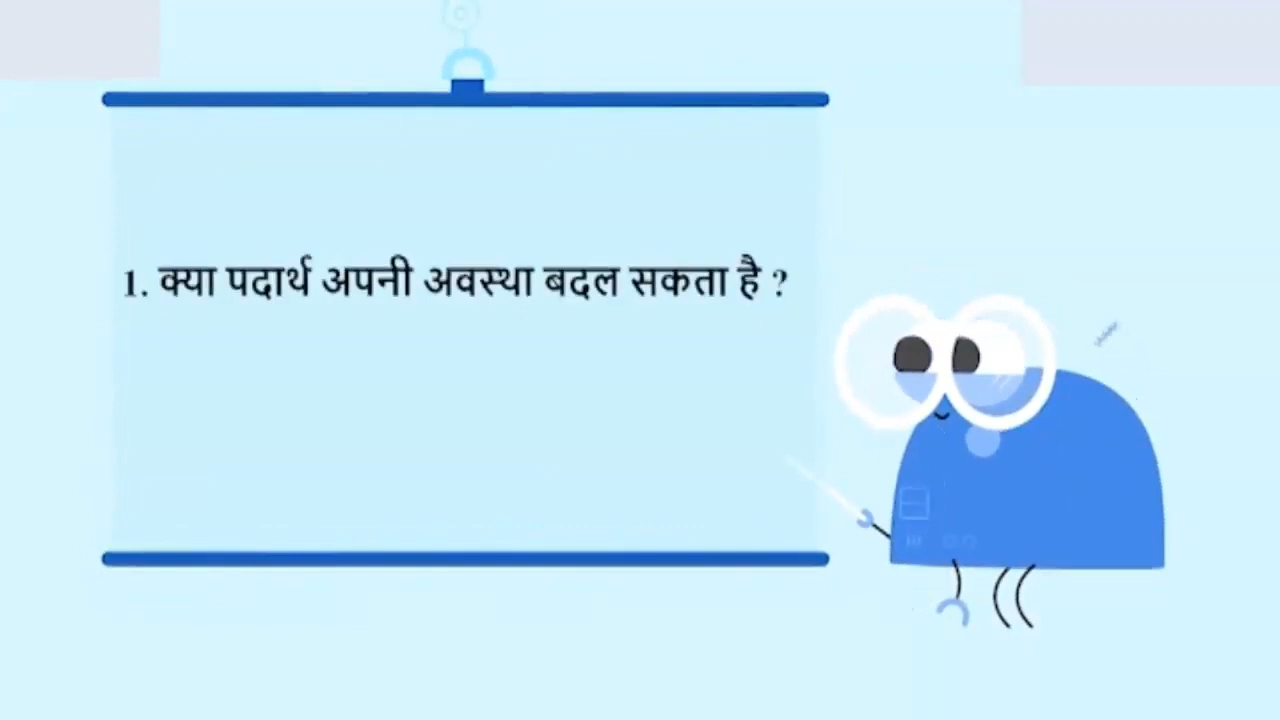 1. क्या पदार्थ अपनी अवस्था बदल सकता है ?